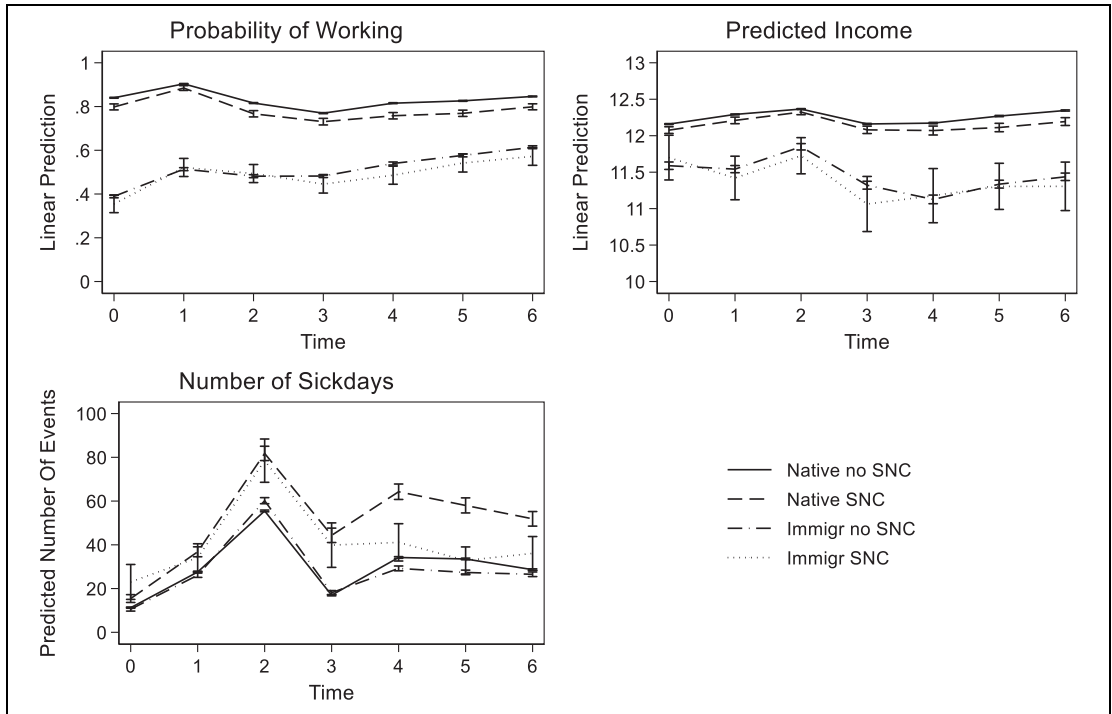 Probability of Working
Linear Prediction
1
.8
.6
.4
.2
0
0 1 2 3 4 5 6
Time
Predicted Income
Linear Prediction
13
12.5
12
11.5
11
10.5
10
0 1 2 3 4 5 6
Time
Number of Sickdays
Predicted Number Of Events
100
80
60
40
20
0
0 1 2 3 4 5 6
Time
Native no SNC
Native SNC
Immigr no SNC
Immigr SNC